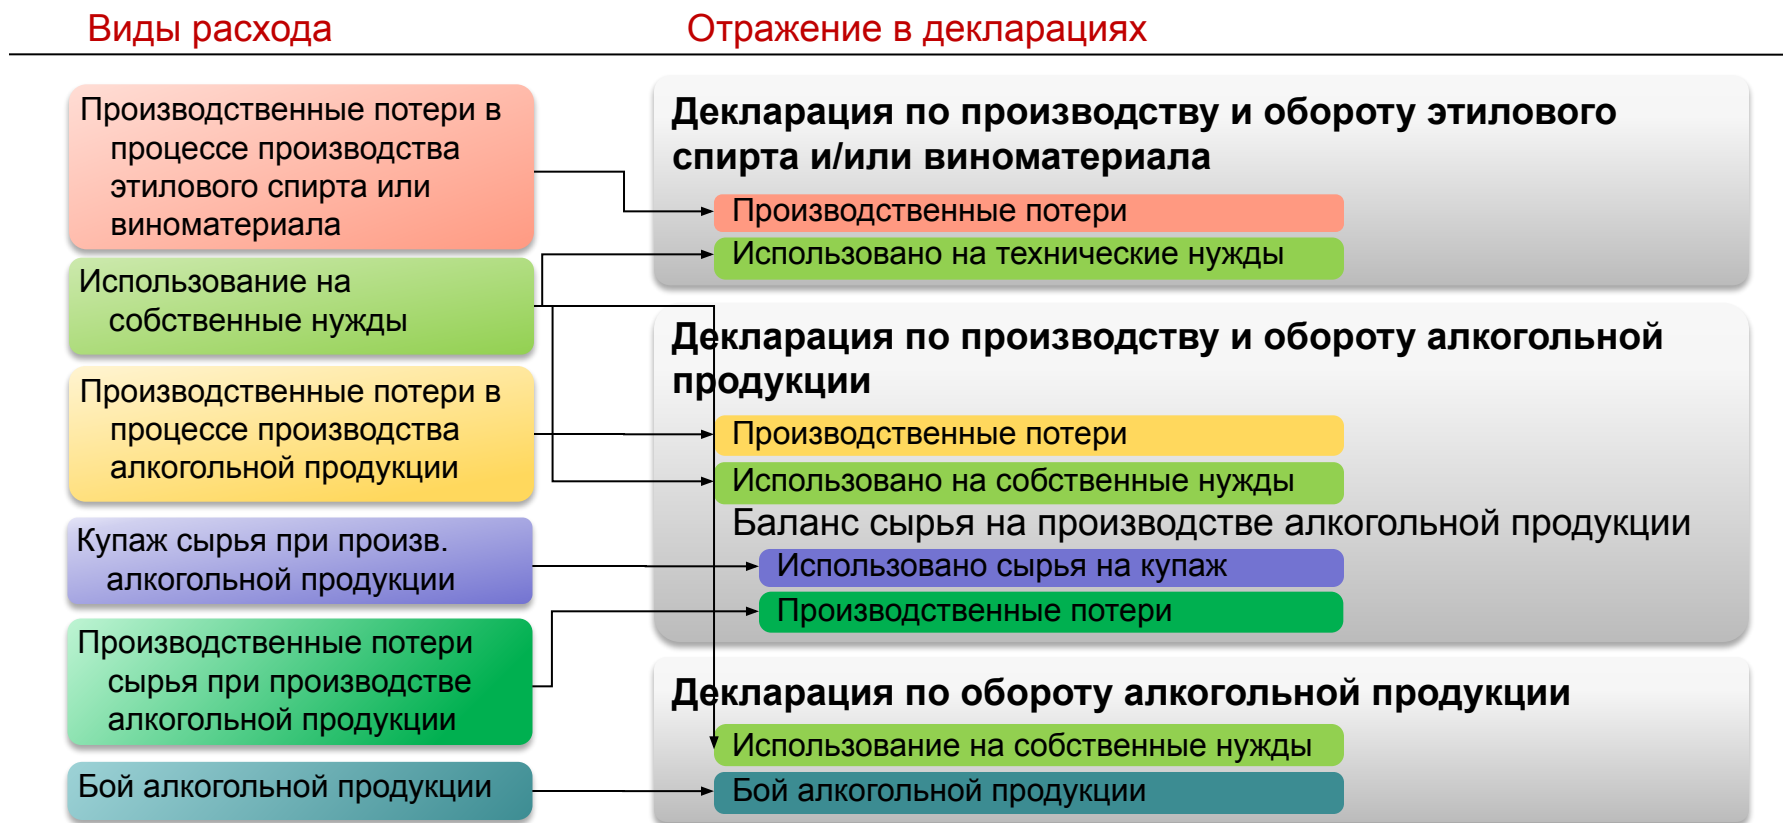 Виды расхода
Отражение в декларациях
Производственные потери в
процессе производства
этилового спирта или
виноматериала
Использование на
собственные нужды
Производственные потери в
процессе производства
алкогольной продукции
Купаж сырья при произв.
алкогольной продукции
Производственные потери
сырья при производстве
алкогольной продукции
Бой алкогольной продукции
Декларация по производству и обороту этилового
спирта и/или виноматериала
Производственные потери
Использовано на технические нужды
Декларация по производству и обороту алкогольной
продукции
Производственные потери
Использовано на собственные нужды
Баланс сырья на производстве алкогольной продукции
Использовано сырья на купаж
Производственные потери
Декларация по обороту алкогольной продукции
Использование на собственные нужды
Бой алкогольной продукции